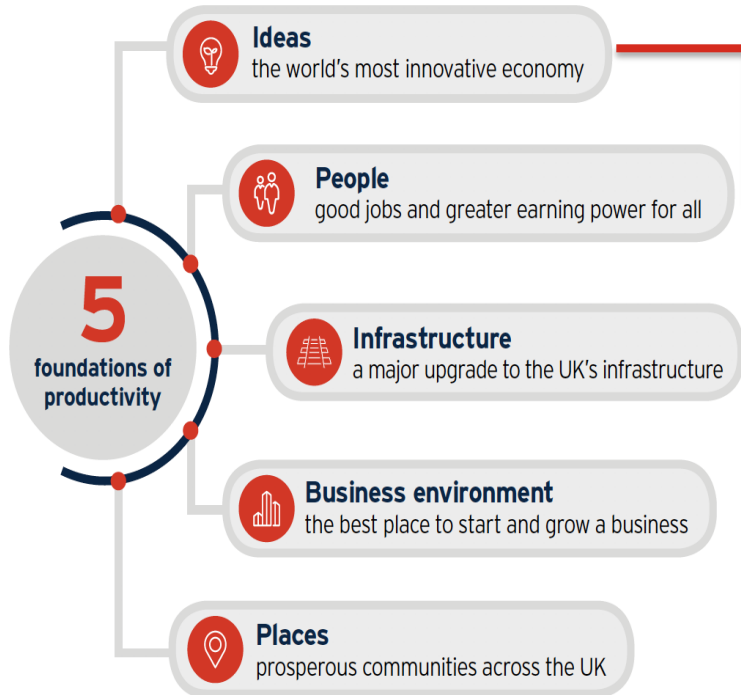 Ideas
the world's most innovative economy
People
good jobs and greater earning power for all
5
foundations of
productivity
Infrastructure
a major upgrade to the UK's infrastructure
Business environment
the best place to start and grow a business
Places
prosperous communities across the UK